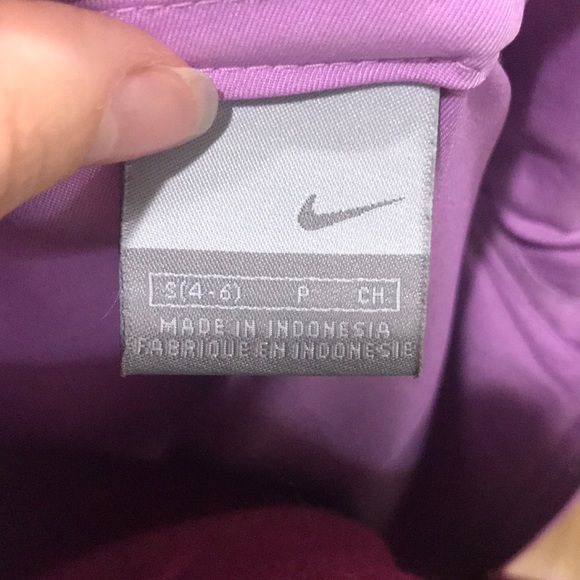 S(4-6) P CH
MADE IN INDONESIA
FABRIQUE EN INDONESIE